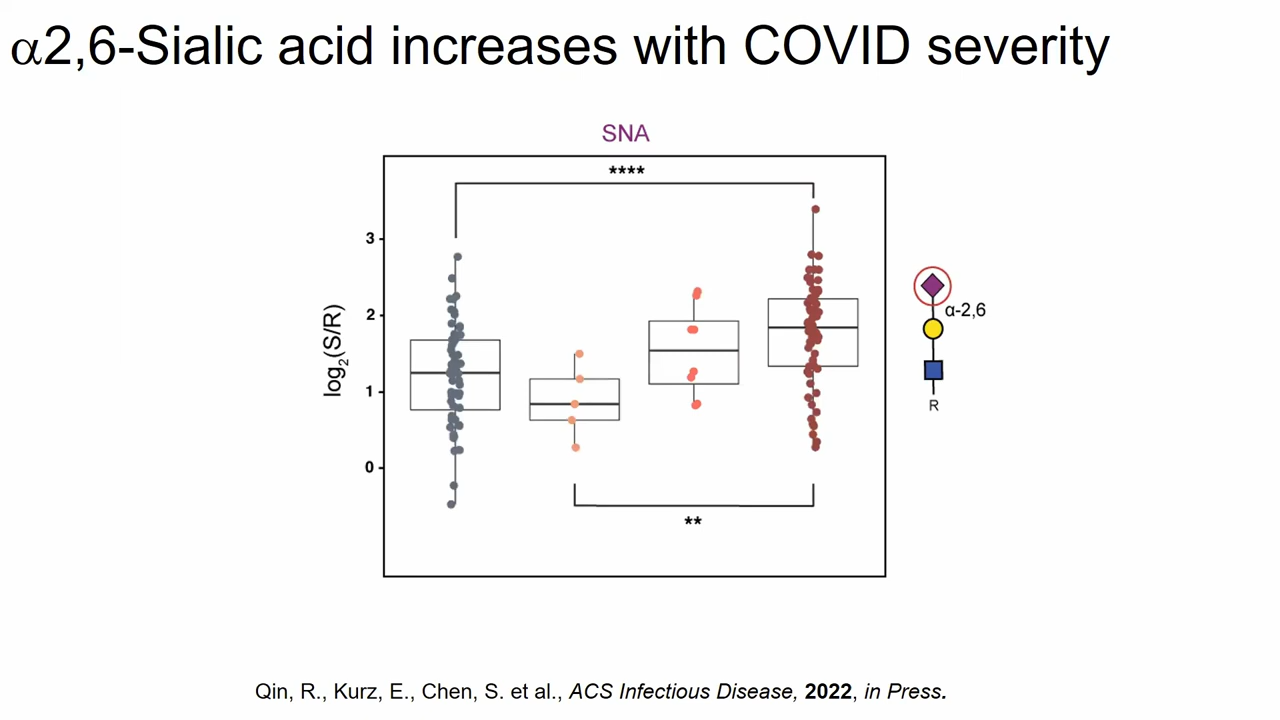 α2,6-Sialic acid increases with COVID severity
SNA
****
3
2
1
0
log2(S/R)
**
α-2,6
R
Qin, R., Kurz, E., Chen, S. et al., ACS Infectious Disease, 2022, in Press.